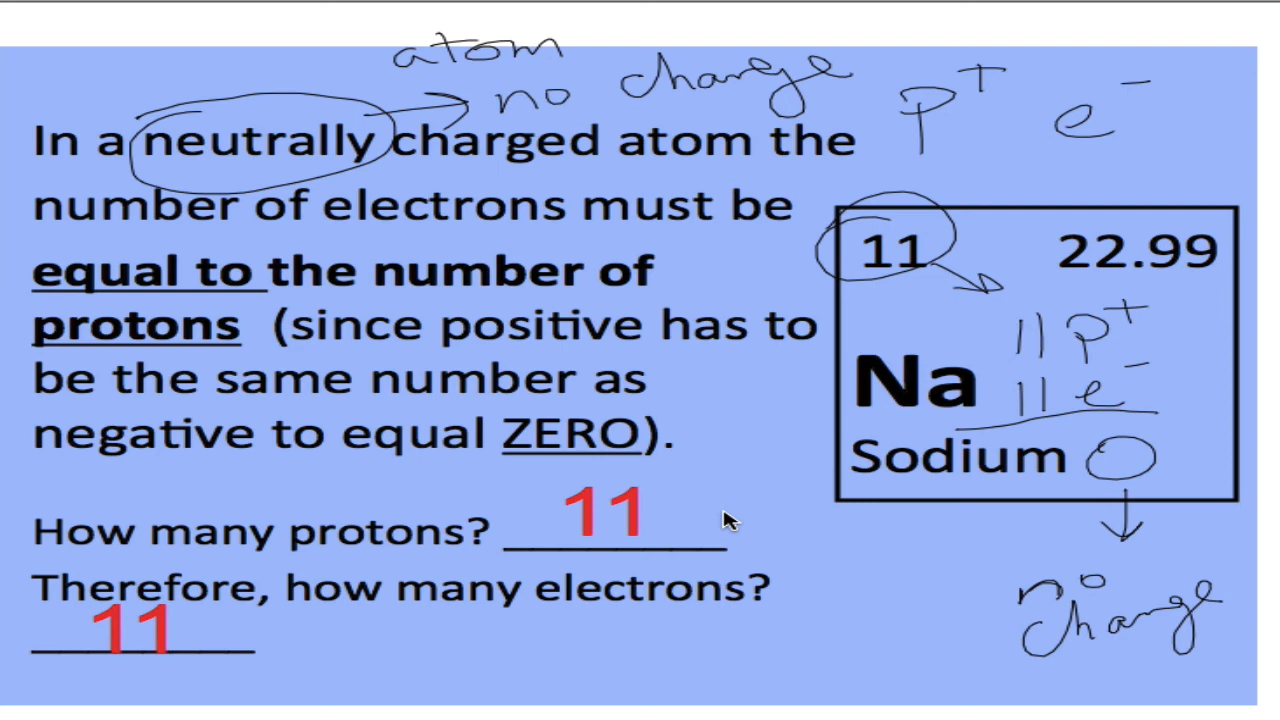 atom
no change
p+ e-
In a neutrally charged atom the
number of electrons must be
equal to the number of
protons (since positive has to
be the same number as
negative to equal ZERO).
11 22.99
11 p+
Na 11 e-
Sodium 0
How many protons? 11
Therefore, how many electrons?
11
no
change